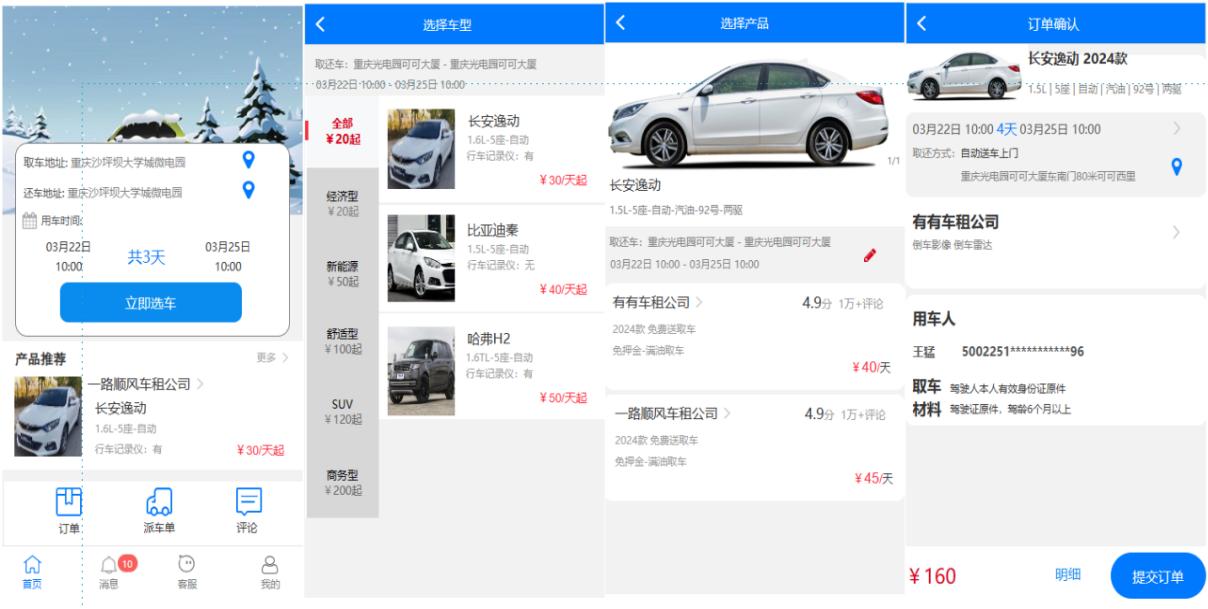 取车地址: 重庆沙坪坝大学城微电园
还车地址: 重庆沙坪坝大学城微电园
用车时间:
03月22日
10:00
共3天
03月25日
10:00
立即选车
产品推荐
更多
一路顺风车租公司
长安逸动
1.6L-5座-自动
行车记录仪：有
￥30/天起
订单
派车单
评论
首页
10
消息
客服
我的
选择车型
取还车：重庆光电园可可大厦 - 重庆光电园可可大厦
03月22日 10:00 - 03月25日 10:00
全部
￥20起
经济型
￥20起
新能源
￥50起
舒适型
￥100起
SUV
￥120起
商务型
￥200起
长安逸动
1.6L-5座-自动
行车记录仪：有
￥30/天起
比亚迪秦
1.5L-5座-自动
行车记录仪：无
￥40/天起
哈弗H2
1.6TL-5座-自动
行车记录仪：有
￥50/天起
选择产品
1/1
长安逸动
1.5L-5座-自动-汽油-92号-两驱
取还车：重庆光电园可可大厦 - 重庆光电园可可大厦
03月22日 10:00 - 03月25日 10:00
有有车租公司
4.9分 1万+评论
2024款 免费送取车
免押金-满油取车
￥40/天
一路顺风车租公司
4.9分 1万+评论
2024款 免费送取车
免押金-满油取车
￥45/天
订单确认
长安逸动 2024款
1.5L | 5座 | 自动 | 汽油 | 92号 | 两驱
03月22日 10:00 4天 03月25日 10:00
取还方式：自动送车上门
重庆光电园可可大厦东南门80米可可西里
有有车租公司
倒车影像 倒车雷达
用车人
王猛 5002251***********96
取车 驾驶人本人有效身份证原件
材料 驾驶证原件，驾龄6个月以上
￥160
明细
提交订单